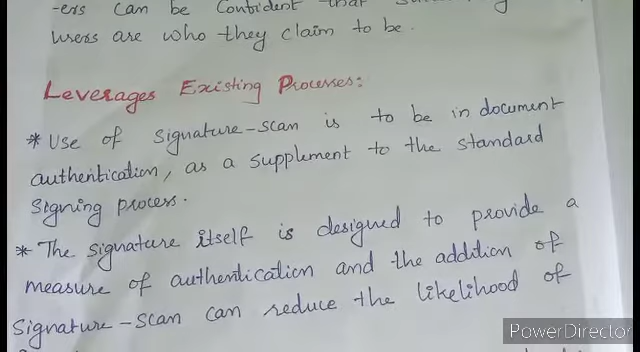 -ers can be confident that
users are who they claim to be.
Leverages Existing Processes:
* Use of signature-scan is to be in document
authentication, as a supplement to the standard
signing process.
* The signature itself is designed to provide a
measure of authentication and the addition of
signature-scan can reduce the likelihood of
PowerDirector